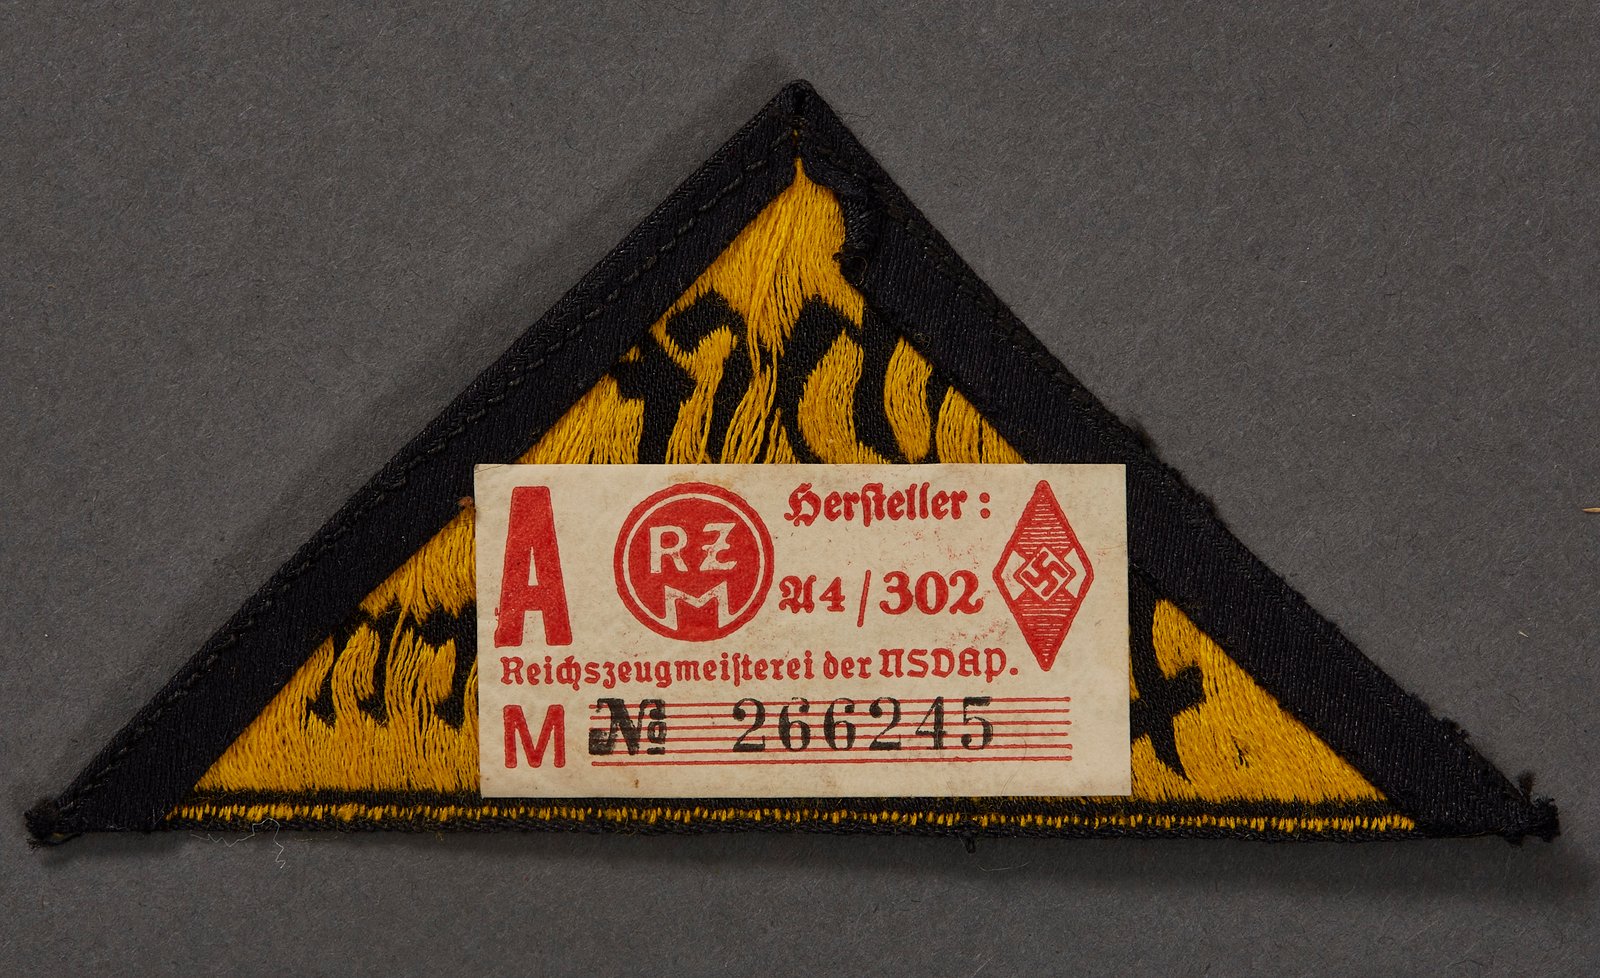 A RZM Hersteller:
A4/302
Reichszeugmeisterei der NSDAP.
M No 266245